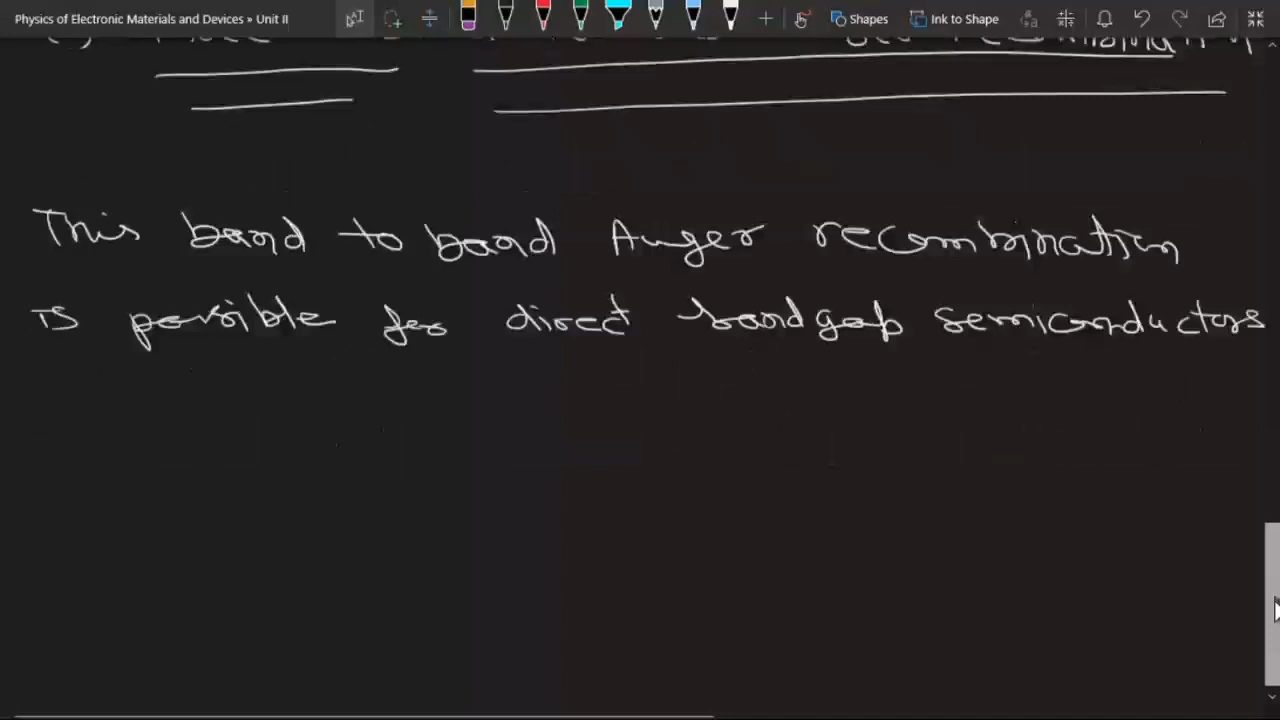 Physics of Electronic Materials and Devices » Unit II
Shapes
Ink to Shape
This band to band Auger recombination
is possible for direct bandgap semiconductors